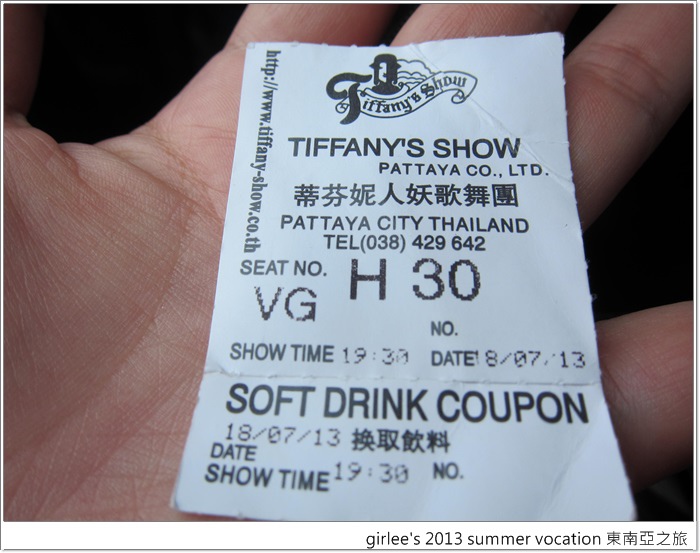 http://www.tiffany-show.co.th
Tiffany's Show
TIFFANY'S SHOW
PATTAYA CO., LTD.
蒂芬妮人妖歌舞團
PATTAYA CITY THAILAND
TEL(038) 429 642
SEAT NO. H 30
VG
NO.
SHOW TIME 19:30 DATE 18/07/13
SOFT DRINK COUPON
18/07/13 换取飲料
DATE
SHOW TIME 19:30 NO.
girlee's 2013 summer vocation 東南亞之旅